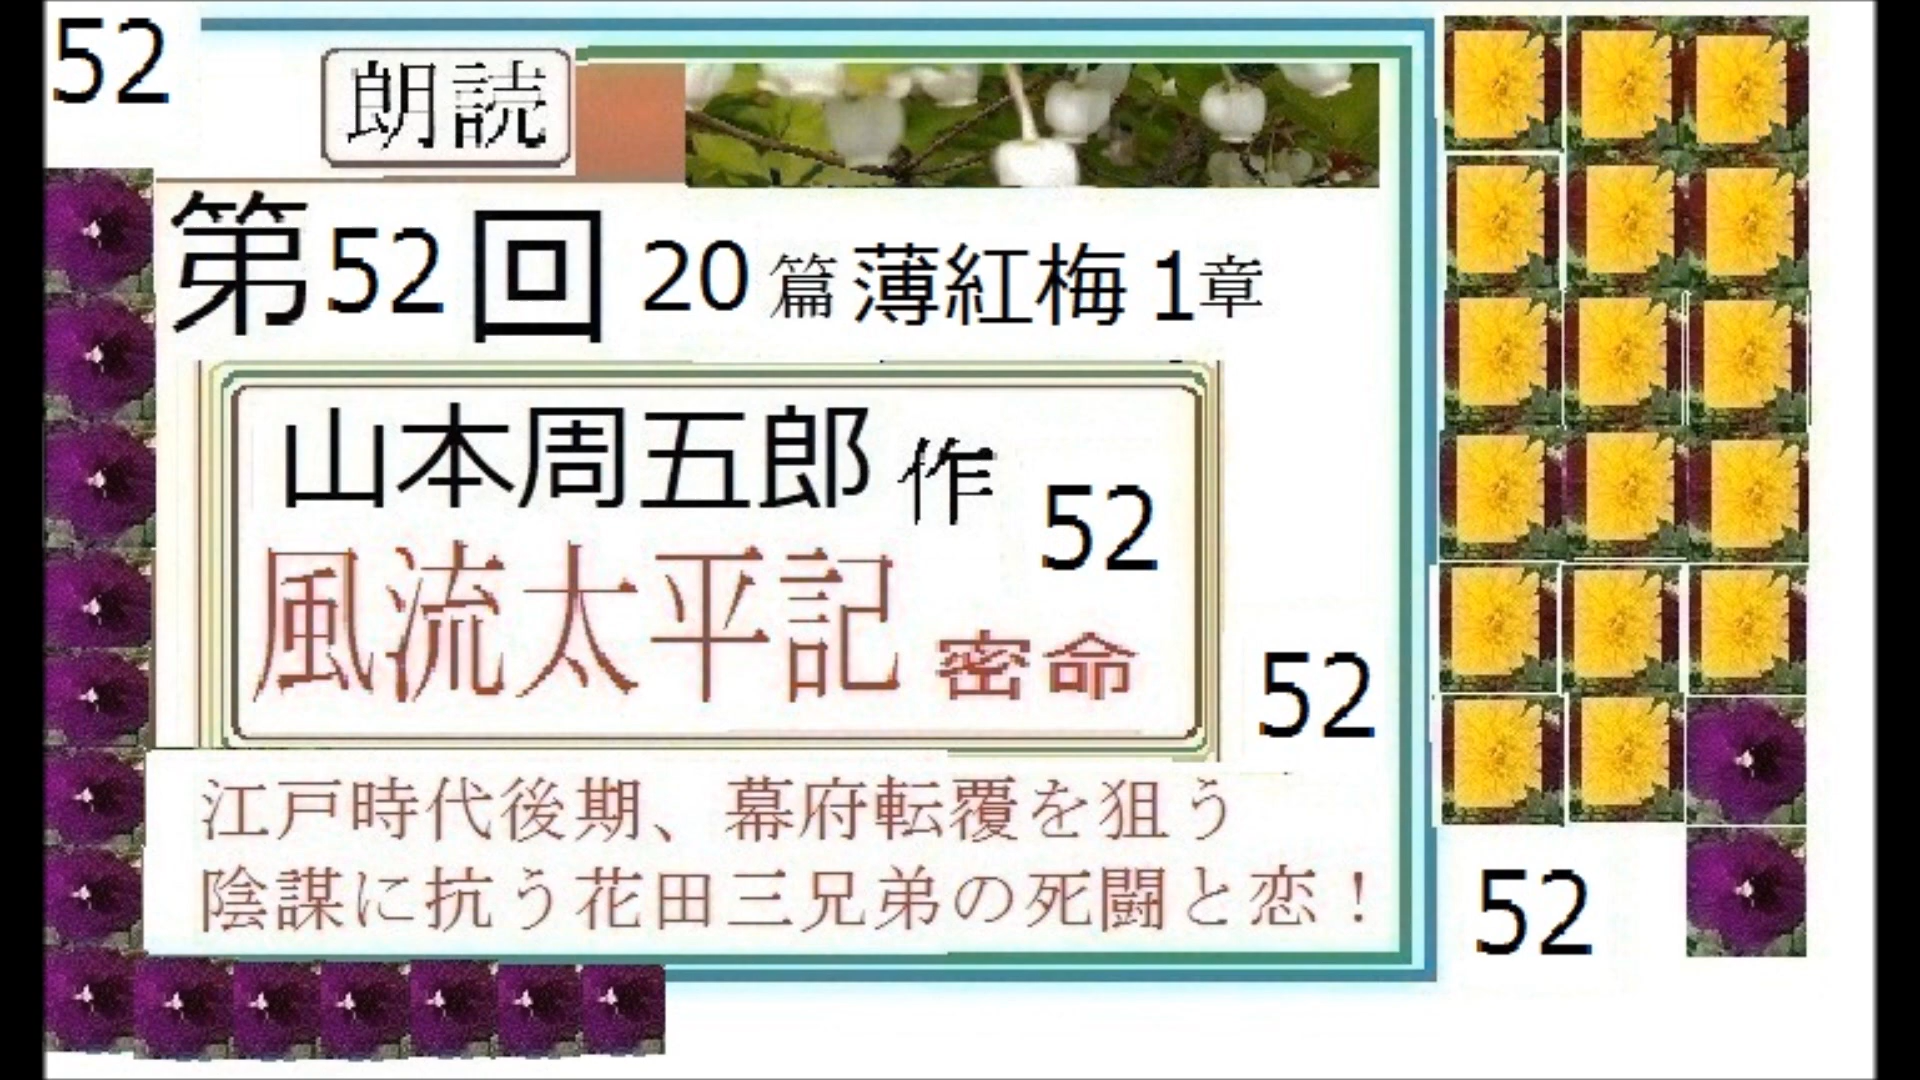 52
朗読
第52回 20篇 薄紅梅 1章
山本周五郎 作
52
風流太平記 密命
52
江戸時代後期、幕府転覆を狙う
陰謀に抗う花田三兄弟の死闘と恋！
52